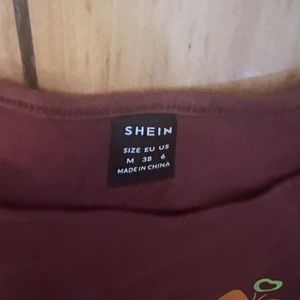 SHEIN
SIZE EU US
M 38 6
MADE IN CHINA